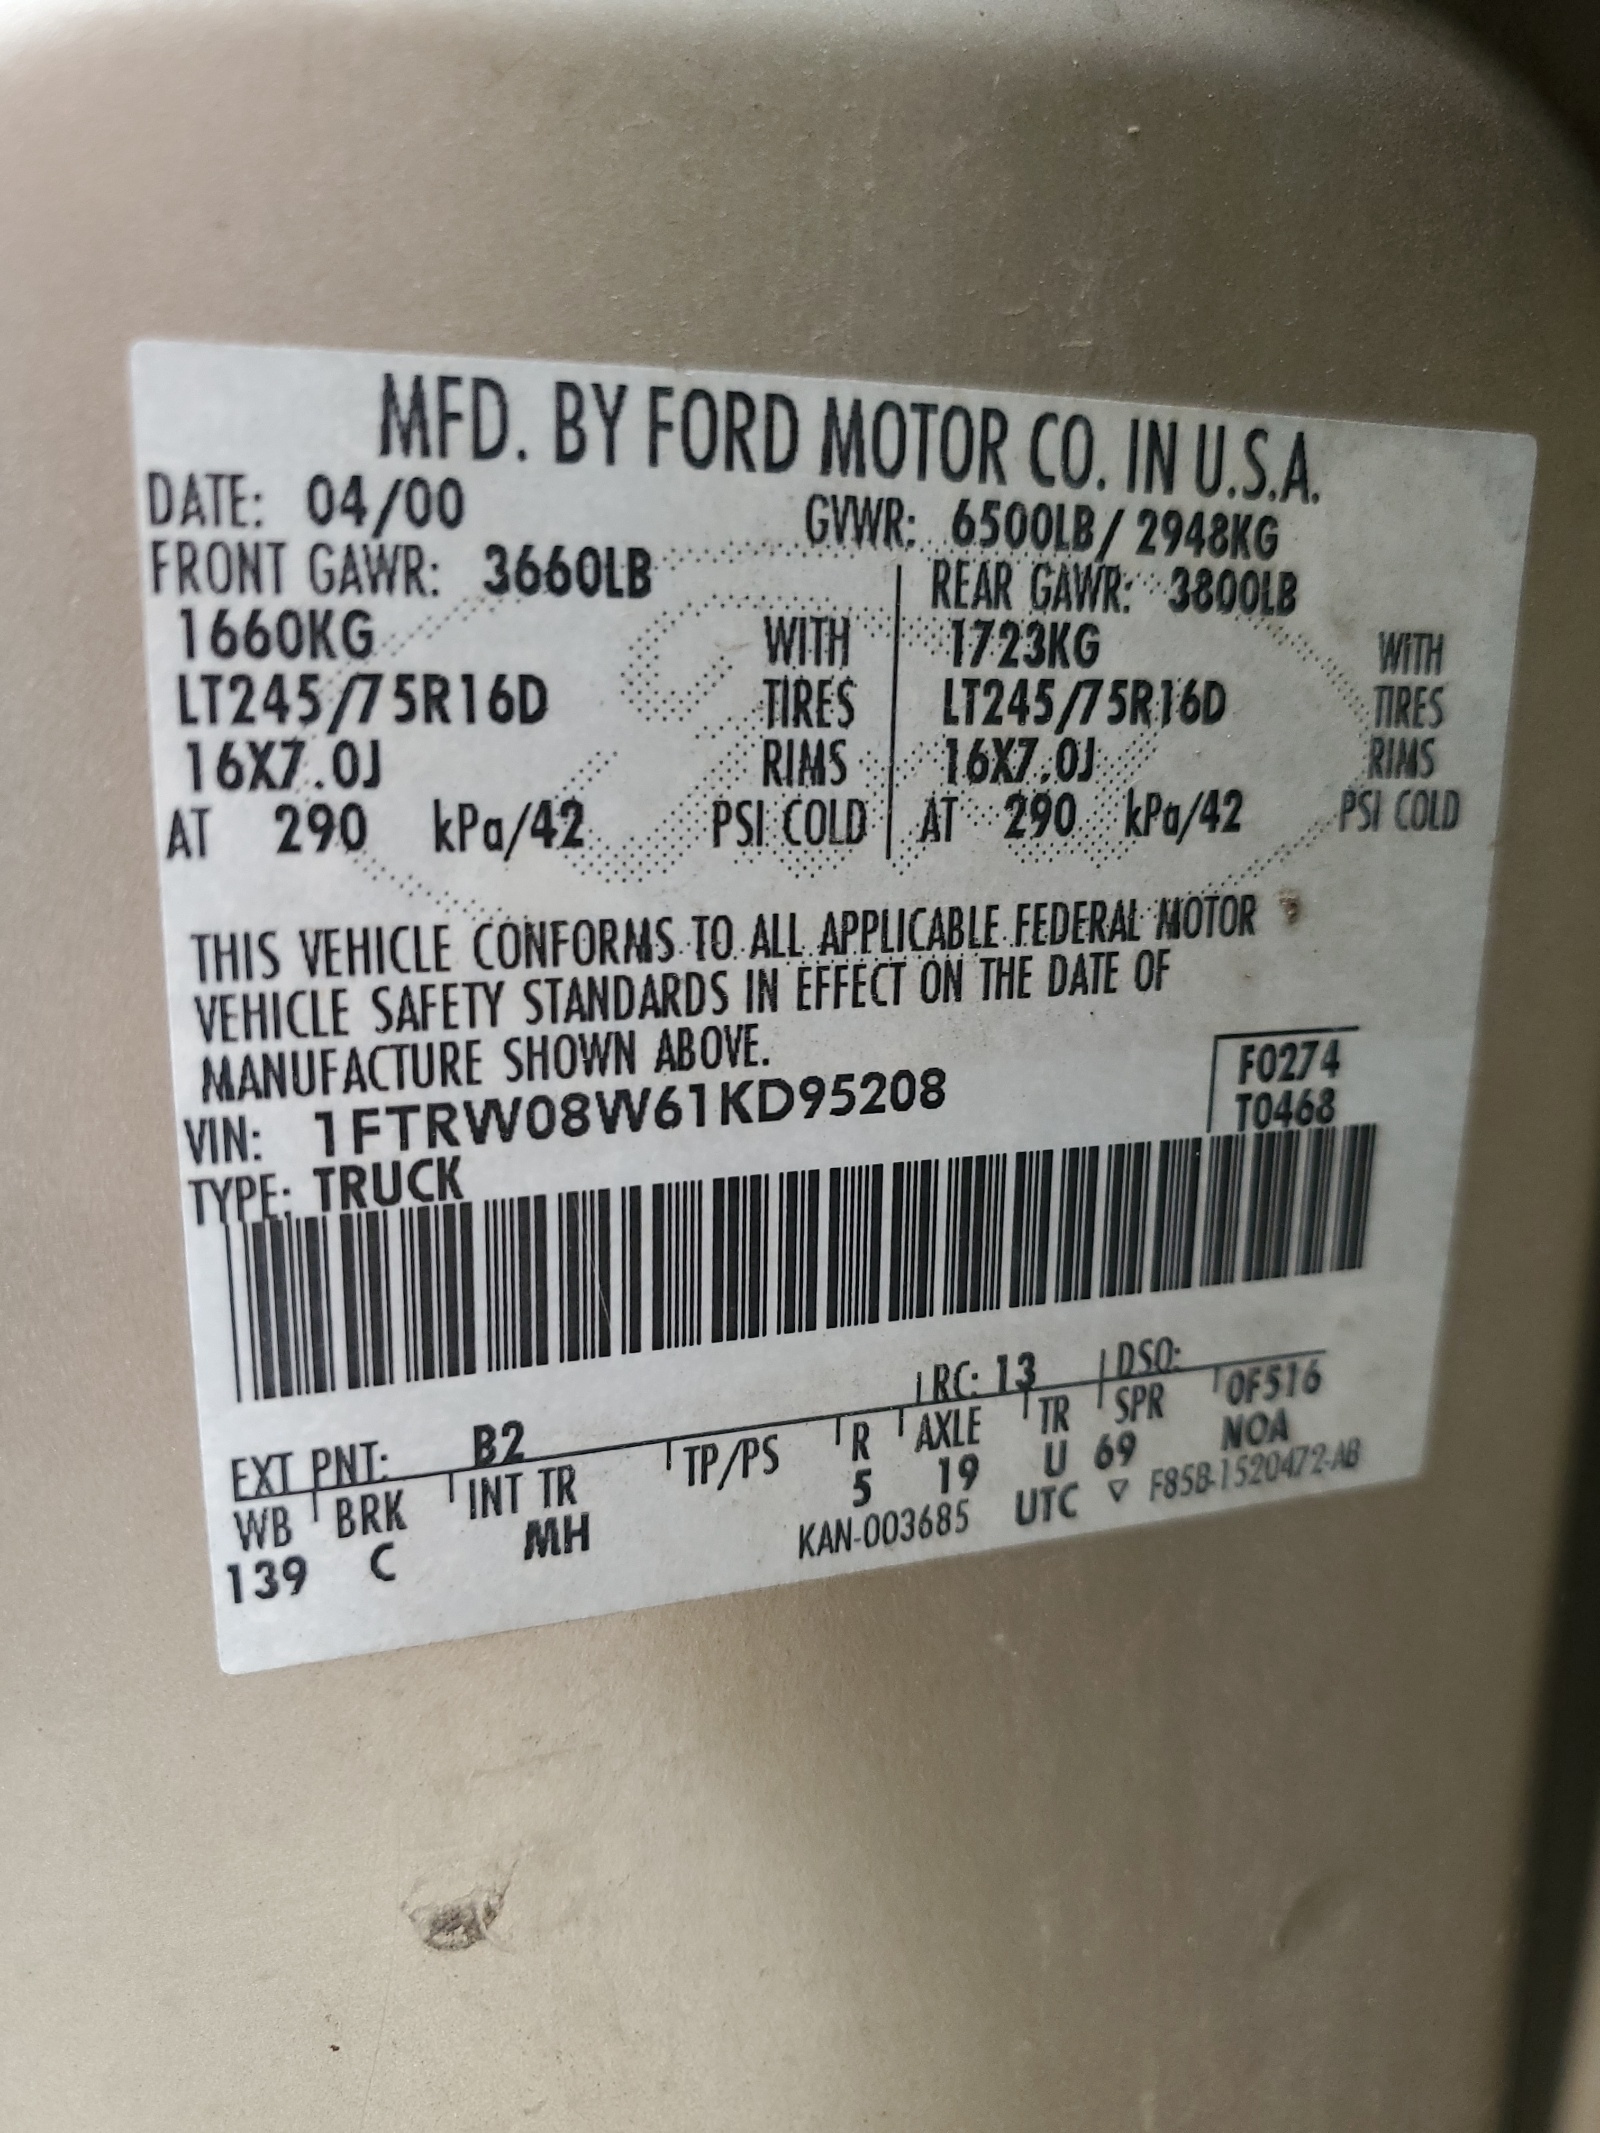 MFD. BY FORD MOTOR CO. IN U.S.A.
DATE: 04/00 GVWR: 6500LB/ 2948KG
FRONT GAWR: 3660LB REAR GAWR: 3800LB
1660KG WITH 1723KG WITH
LT245/75R16D TIRES LT245/75R16D TIRES
16X7.0J RIMS 16X7.0J RIMS
AT 290 kPa/42 PSI COLD AT 290 kPa/42 PSI COLD
THIS VEHICLE CONFORMS TO ALL APPLICABLE FEDERAL MOTOR
VEHICLE SAFETY STANDARDS IN EFFECT ON THE DATE OF
MANUFACTURE SHOWN ABOVE.
F0274
VIN: 1FTRW08W61KD95208 T0468
TYPE: TRUCK
EXT PNT: B2 RC: 13 DSO:
WB BRK INT TR TP/PS R AXLE TR SPR 0F516
139 C MH 5 19 U 69 NOA
KAN-003685 UTC ▽ F85B-1520472-AB